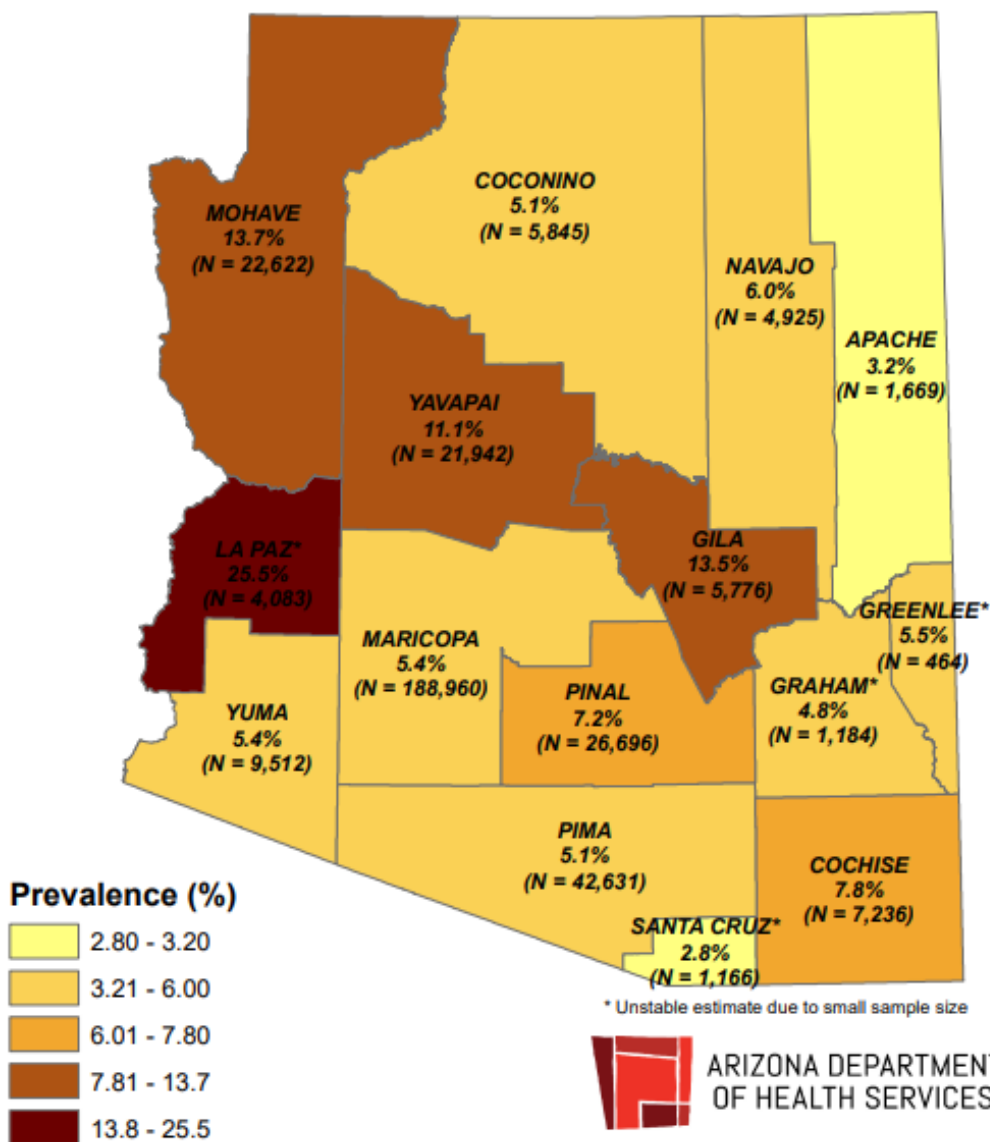 COCONINO
5.1%
(N = 5,845)
MOHAVE
13.7%
(N = 22,622)
NAVAJO
6.0%
(N = 4,925)
APACHE
3.2%
(N = 1,669)
YAVAPAI
11.1%
(N = 21,942)
LA PAZ*
25.5%
(N = 4,083)
GILA
13.5%
(N = 5,776)
GREENLEE*
5.5%
(N = 464)
MARICOPA
5.4%
(N = 188,960)
PINAL
7.2%
(N = 26,696)
GRAHAM*
4.8%
(N = 1,184)
YUMA
5.4%
(N = 9,512)
PIMA
5.1%
(N = 42,631)
COCHISE
7.8%
(N = 7,236)
SANTA CRUZ*
2.8%
(N = 1,166)
Prevalence (%)
2.80 - 3.20
3.21 - 6.00
6.01 - 7.80
7.81 - 13.7
13.8 - 25.5
* Unstable estimate due to small sample size
ARIZONA DEPARTMENT
OF HEALTH SERVICES